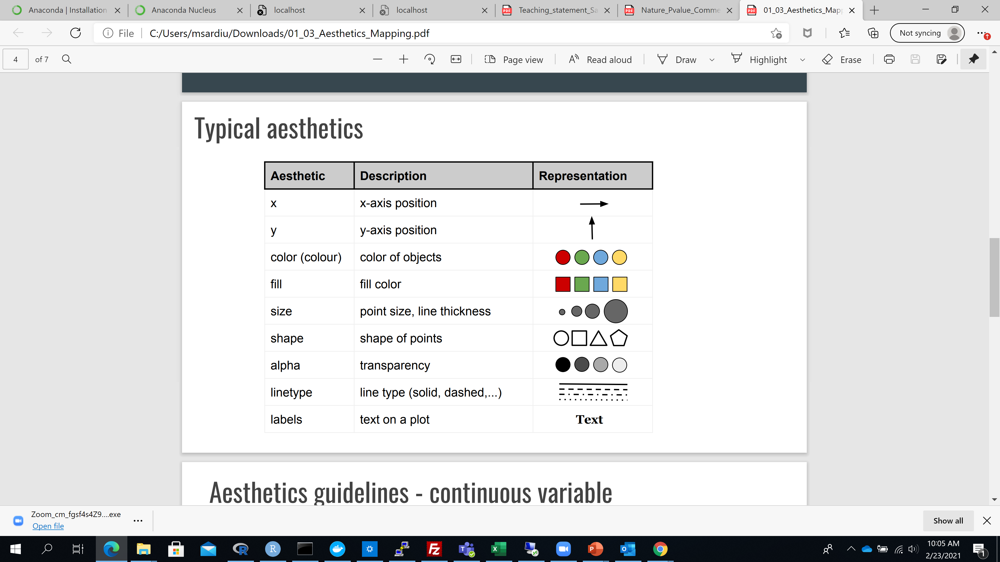 Anaconda | Installation
Anaconda Nucleus
localhost
localhost
Teaching_statement_Sa
Nature_Pvalue_Comme
01_03_Aesthetics_Mapp
File
C:/Users/msardiu/Downloads/01_03_Aesthetics_Mapping.pdf
Not syncing
4 of 7
Page view
Read aloud
Draw
Highlight
Erase
Typical aesthetics
Aesthetic Description Representation
x x-axis position
y y-axis position
color (colour) color of objects
fill fill color
size point size, line thickness
shape shape of points
alpha transparency
linetype line type (solid, dashed,...)
labels text on a plot Text
Aesthetics guidelines - continuous variable
Zoom_cm_fgsf4s4Z9....exe
Open file
Show all
10:05 AM
2/23/2021
1